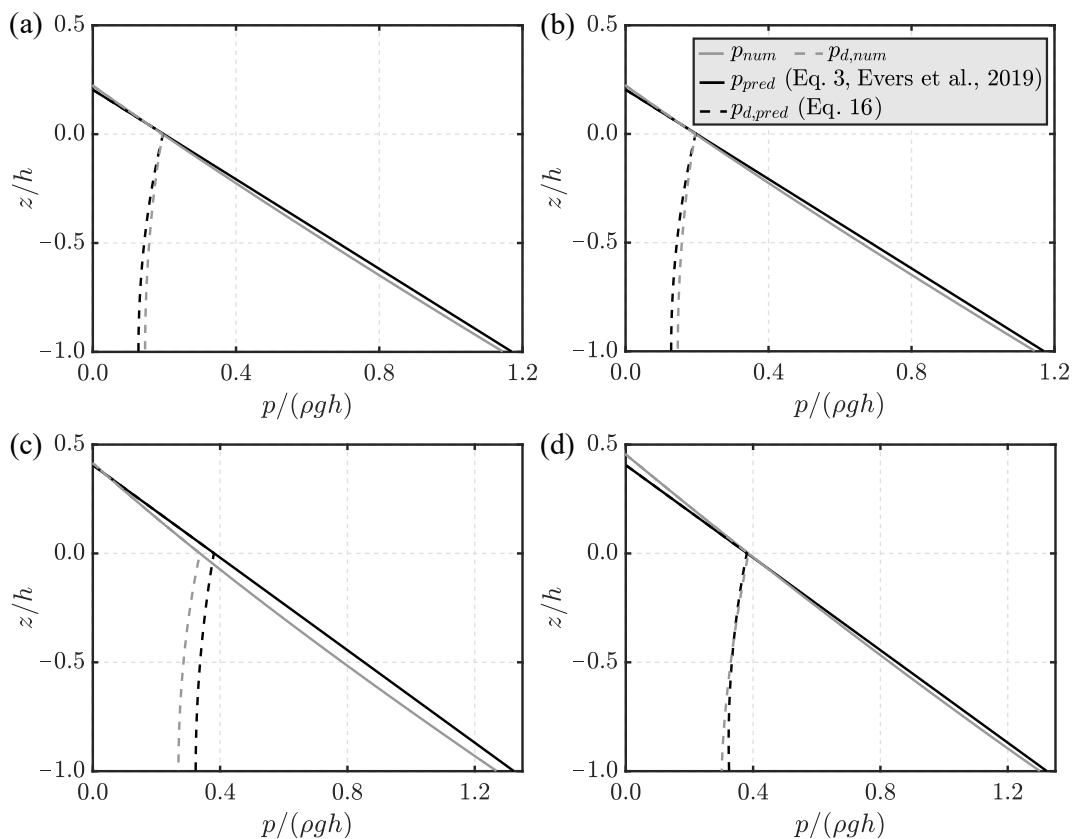 (a)
0.5
0.0
−0.5
−1.0
z/h
0.0 0.4 0.8 1.2
p/(ρgh)
(b)
0.5
0.0
−0.5
−1.0
z/h
0.0 0.4 0.8 1.2
p/(ρgh)
p_num p_d,num
p_pred (Eq. 3, Evers et al., 2019)
p_d,pred (Eq. 16)
(c)
0.5
0.0
−0.5
−1.0
z/h
0.0 0.4 0.8 1.2
p/(ρgh)
(d)
0.5
0.0
−0.5
−1.0
z/h
0.0 0.4 0.8 1.2
p/(ρgh)